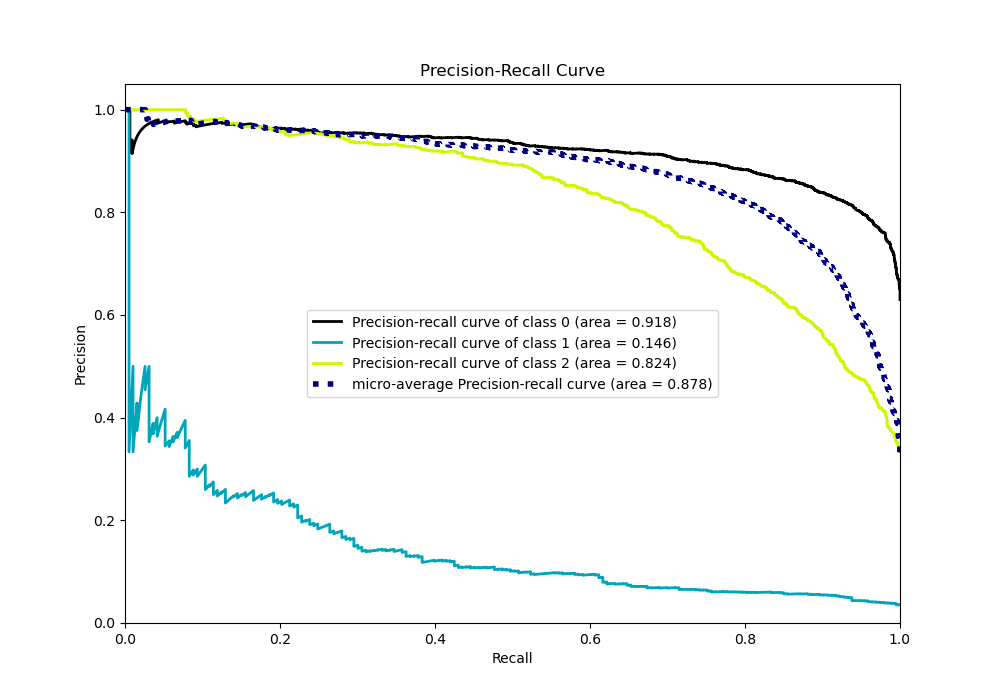 Precision-Recall Curve
Precision
1.0
0.8
0.6
0.4
0.2
0.0
Precision-recall curve of class 0 (area = 0.918)
Precision-recall curve of class 1 (area = 0.146)
Precision-recall curve of class 2 (area = 0.824)
micro-average Precision-recall curve (area = 0.878)
0.0 0.2 0.4 0.6 0.8 1.0
Recall